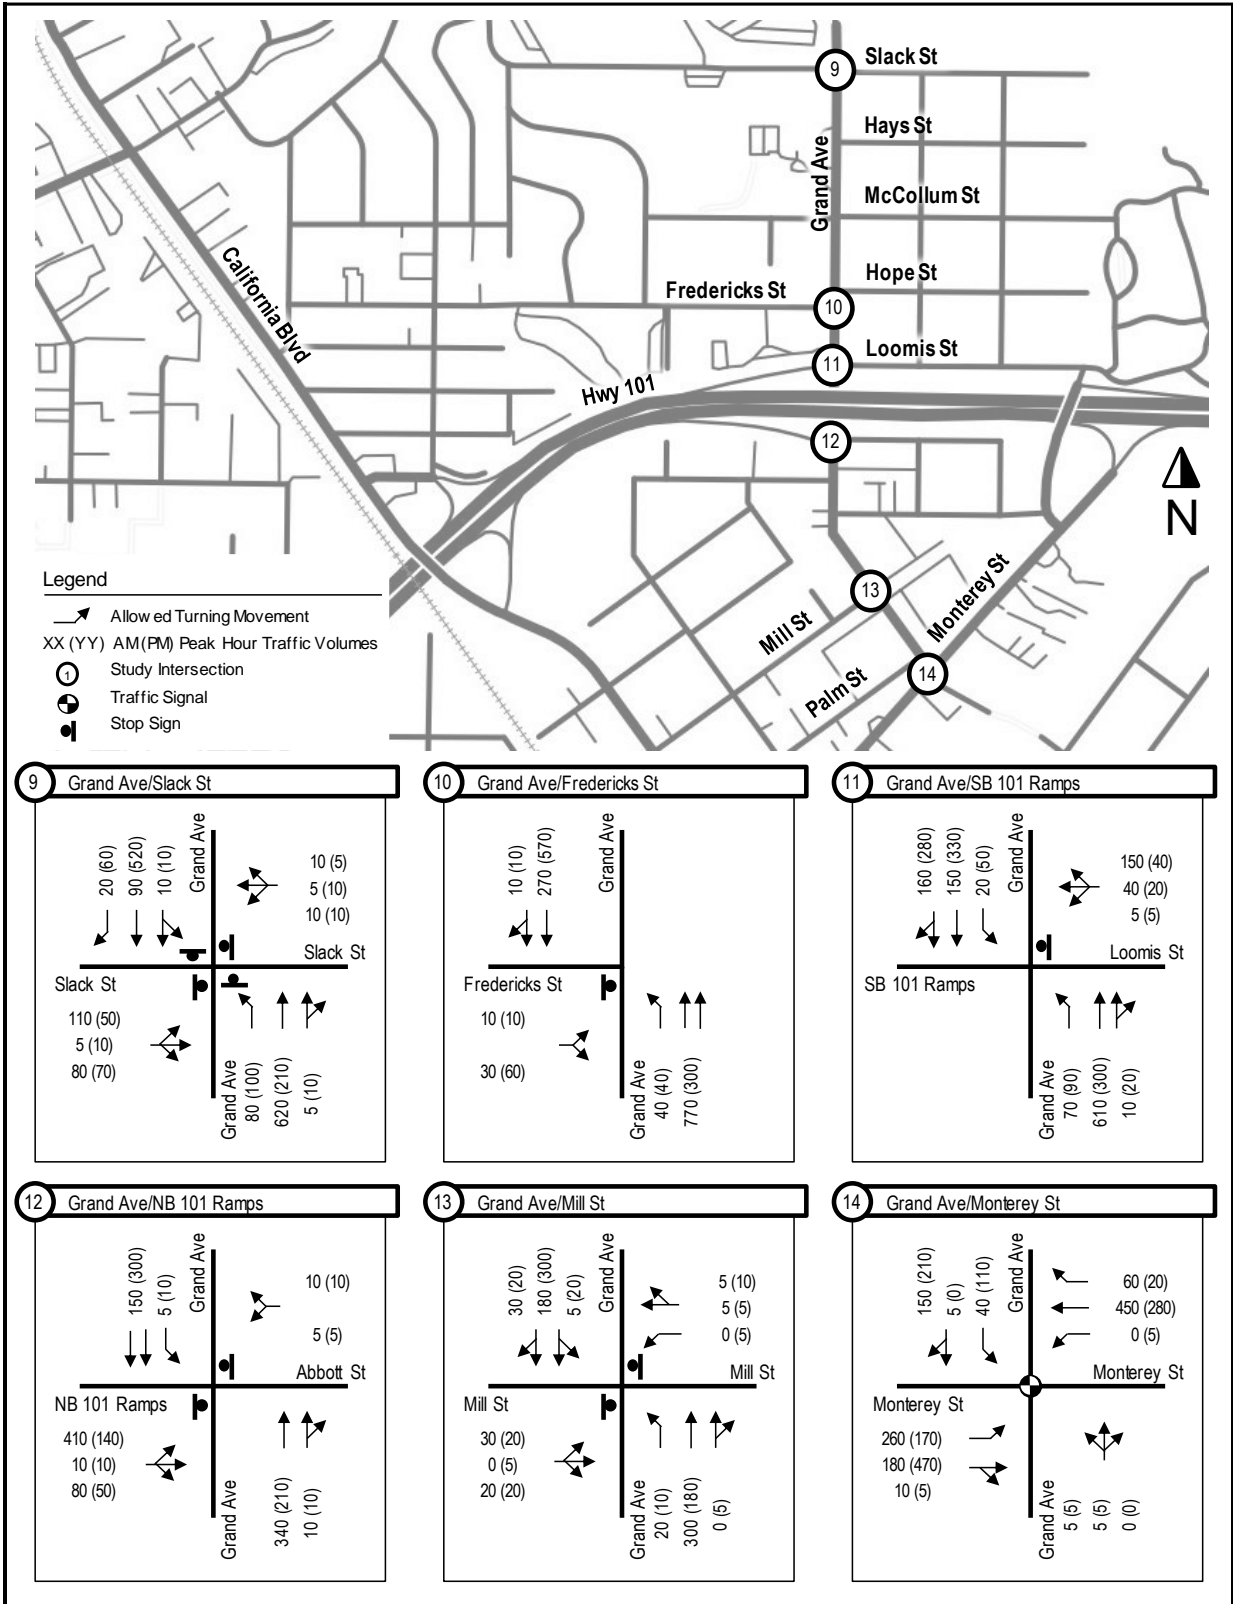 9
Slack St
Hays St
Grand Ave
McCollum St
California Blvd
Hope St
Fredericks St
10
Loomis St
11
Hwy 101
12
N
Legend
Allowed Turning Movement
XX (YY) AM(PM) Peak Hour Traffic Volumes
1 Study Intersection
Traffic Signal
Stop Sign
13
Mill St
Monterey St
Palm St
14
9 Grand Ave/Slack St
20 (60)
90 (520)
10 (10)
Grand Ave
10 (5)
5 (10)
10 (10)
Slack St
Slack St
110 (50)
5 (10)
80 (70)
Grand Ave
80 (100)
620 (210)
5 (10)
10 Grand Ave/Fredericks St
10 (10)
270 (570)
Grand Ave
Fredericks St
10 (10)
30 (60)
Grand Ave
40 (40)
770 (300)
11 Grand Ave/SB 101 Ramps
160 (280)
150 (330)
20 (50)
Grand Ave
150 (40)
40 (20)
5 (5)
Loomis St
SB 101 Ramps
Grand Ave
70 (90)
610 (300)
10 (20)
12 Grand Ave/NB 101 Ramps
150 (300)
5 (10)
Grand Ave
10 (10)
5 (5)
Abbott St
NB 101 Ramps
410 (140)
10 (10)
80 (50)
Grand Ave
340 (210)
10 (10)
13 Grand Ave/Mill St
30 (20)
180 (300)
5 (20)
Grand Ave
5 (10)
5 (5)
0 (5)
Mill St
Mill St
30 (20)
0 (5)
20 (20)
Grand Ave
20 (10)
300 (180)
0 (5)
14 Grand Ave/Monterey St
150 (210)
5 (0)
40 (110)
Grand Ave
60 (20)
450 (280)
0 (5)
Monterey St
Monterey St
260 (170)
180 (470)
10 (5)
Grand Ave
5 (5)
5 (5)
0 (0)